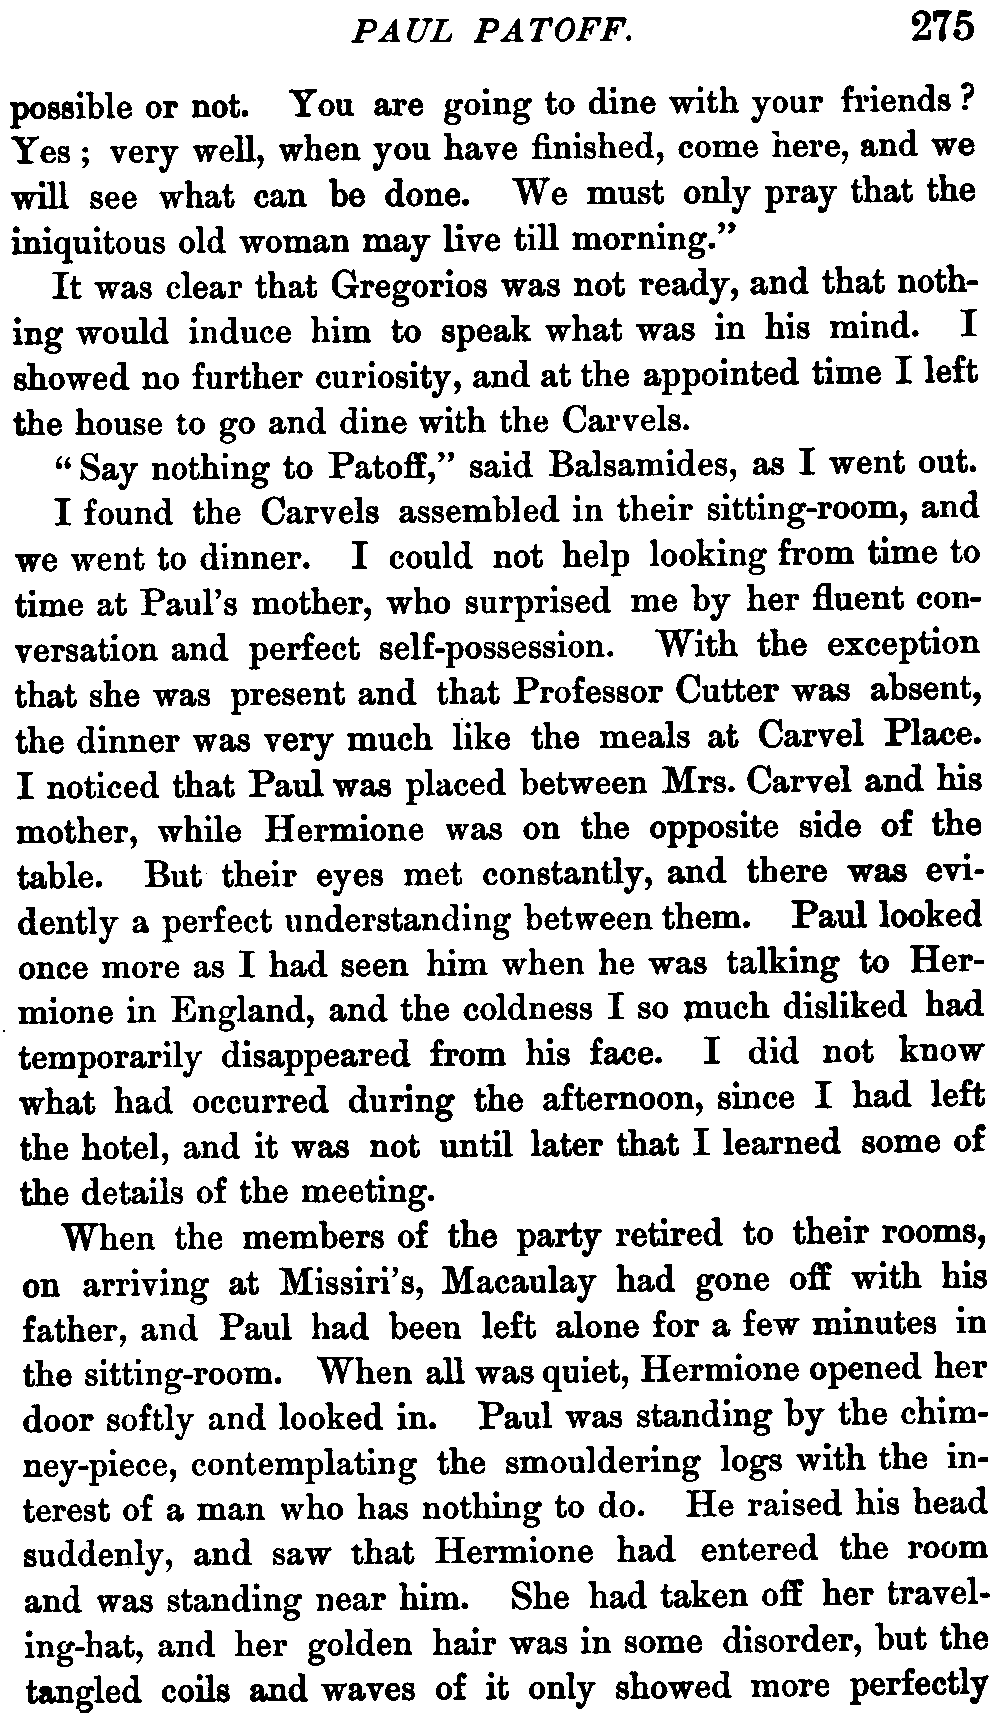 PAUL PATOFF. 275
possible or not. You are going to dine with your friends?
Yes; very well, when you have finished, come here, and we
will see what can be done. We must only pray that the
iniquitous old woman may live till morning."
It was clear that Gregorios was not ready, and that noth-
ing would induce him to speak what was in his mind. I
showed no further curiosity, and at the appointed time I left
the house to go and dine with the Carvels.
"Say nothing to Patoff," said Balsamides, as I went out.
I found the Carvels assembled in their sitting-room, and
we went to dinner. I could not help looking from time to
time at Paul's mother, who surprised me by her fluent con-
versation and perfect self-possession. With the exception
that she was present and that Professor Cutter was absent,
the dinner was very much like the meals at Carvel Place.
I noticed that Paul was placed between Mrs. Carvel and his
mother, while Hermione was on the opposite side of the
table. But their eyes met constantly, and there was evi-
dently a perfect understanding between them. Paul looked
once more as I had seen him when he was talking to Her-
mione in England, and the coldness I so much disliked had
temporarily disappeared from his face. I did not know
what had occurred during the afternoon, since I had left
the hotel, and it was not until later that I learned some of
the details of the meeting.
When the members of the party retired to their rooms,
on arriving at Missiri's, Macaulay had gone off with his
father, and Paul had been left alone for a few minutes in
the sitting-room. When all was quiet, Hermione opened her
door softly and looked in. Paul was standing by the chim-
ney-piece, contemplating the smouldering logs with the in-
terest of a man who has nothing to do. He raised his head
suddenly, and saw that Hermione had entered the room
and was standing near him. She had taken off her travel-
ing-hat, and her golden hair was in some disorder, but the
tangled coils and waves of it only showed more perfectly